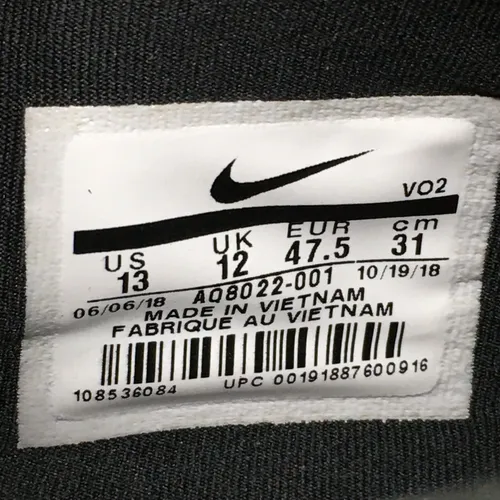 VO2
US UK EUR cm
13 12 47.5 31
06/06/18 AQ8022-001 10/19/18
MADE IN VIETNAM
FABRIQUE AU VIETNAM
108536084 UPC 00191887600916